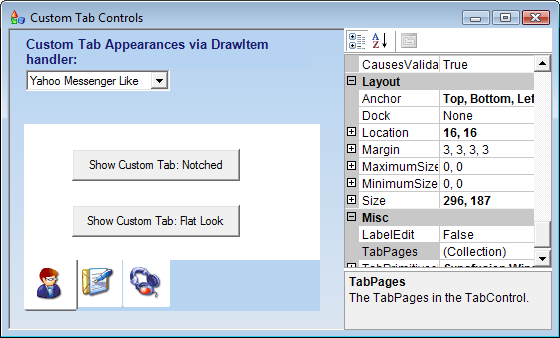 Custom Tab Controls
Custom Tab Appearances via DrawItem
handler:
Yahoo Messenger Like
Show Custom Tab: Notched
Show Custom Tab: Flat Look
A
Z
CausesValida True
Layout
Anchor Top, Bottom, Lef
Dock None
Location 16, 16
Margin 3, 3, 3, 3
MaximumSize 0, 0
MinimumSize 0, 0
Size 296, 187
Misc
LabelEdit False
TabPages (Collection)
TabPages
The TabPages in the TabControl.